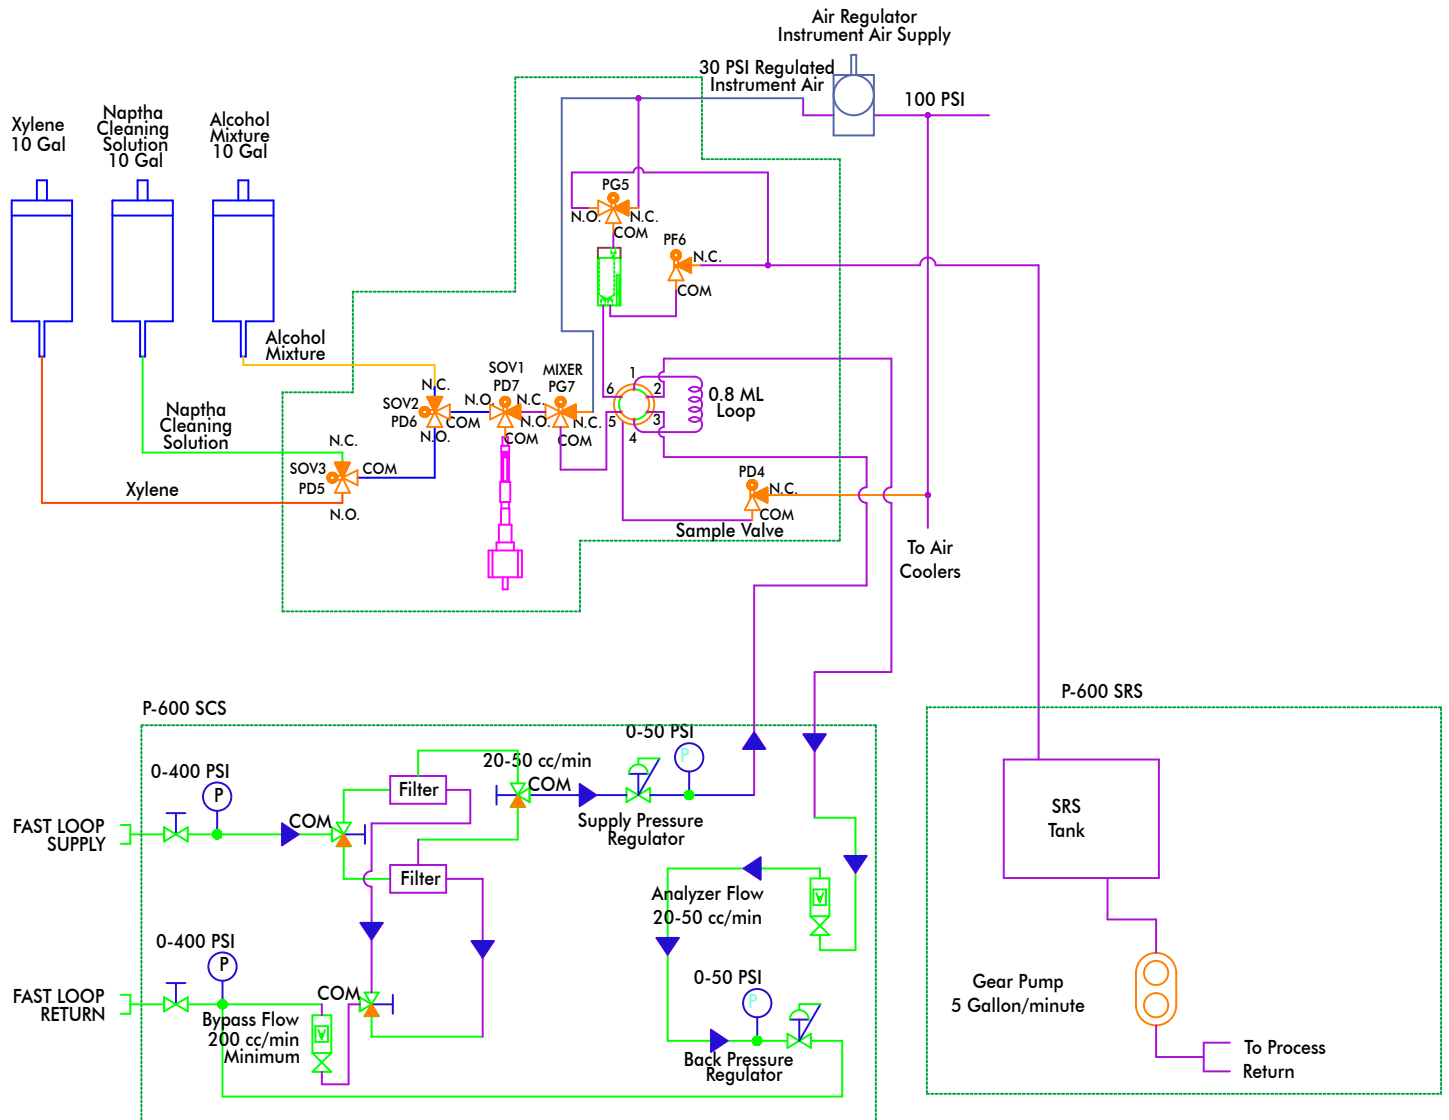 Air Regulator
Instrument Air Supply
30 PSI Regulated
Instrument Air
100 PSI
Xylene
10 Gal
Naptha
Cleaning
Solution
10 Gal
Alcohol
Mixture
10 Gal
PG5
N.O.
N.C.
COM
PF6
N.C.
COM
Alcohol
Mixture
SOV1
PD7
MIXER
PG7
N.C.
SOV2
PD6
N.O.
COM
N.O.
N.C.
N.O.
COM
N.C.
COM
1
2
3
4
5
6
0.8 ML
Loop
Naptha
Cleaning
Solution
N.C.
SOV3
PD5
COM
N.O.
Xylene
PD4
N.C.
COM
Sample Valve
To Air
Coolers
P-600 SCS
P-600 SRS
0-400 PSI
P
20-50 cc/min
COM
0-50 PSI
P
Filter
FAST LOOP
SUPPLY
COM
Supply Pressure
Regulator
Filter
SRS
Tank
Analyzer Flow
20-50 cc/min
0-400 PSI
P
FAST LOOP
RETURN
COM
Bypass Flow
200 cc/min
Minimum
0-50 PSI
P
Back Pressure
Regulator
Gear Pump
5 Gallon/minute
To Process
Return